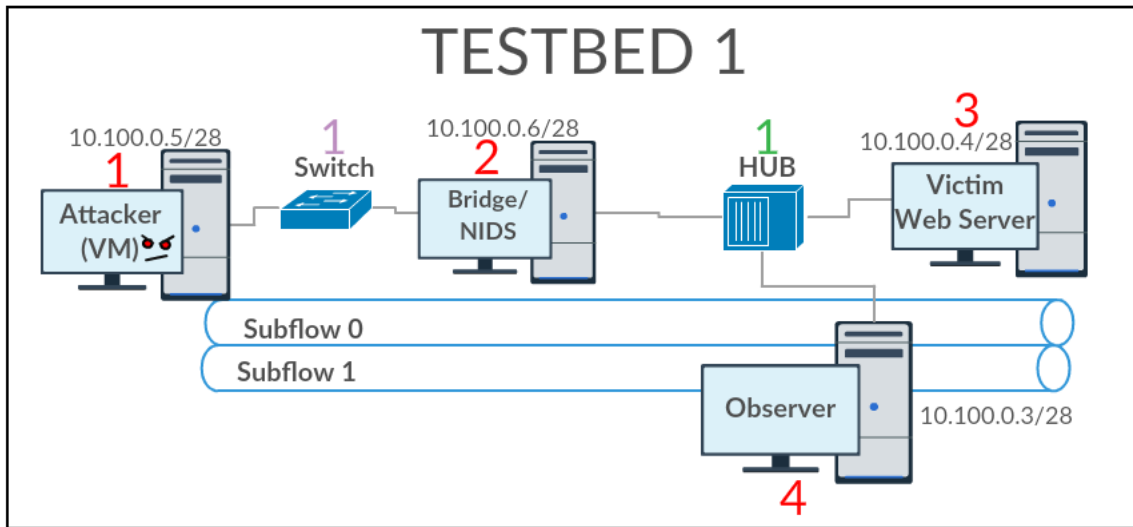 TESTBED 1
10.100.0.5/28
1
Attacker
(VM)
1
Switch
10.100.0.6/28
2
Bridge/
NIDS
1
HUB
3
10.100.0.4/28
Victim
Web Server
Subflow 0
Subflow 1
Observer
10.100.0.3/28
4